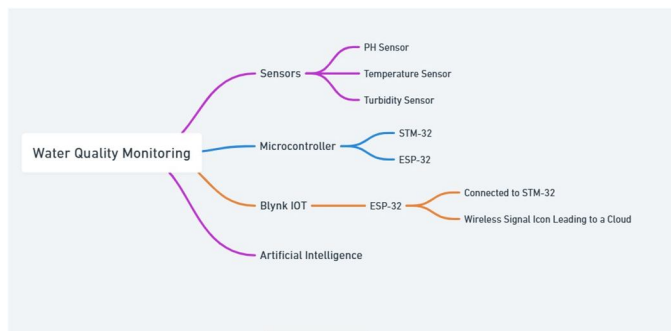 Water Quality Monitoring
Sensors
PH Sensor
Temperature Sensor
Turbidity Sensor
Microcontroller
STM-32
ESP-32
Blynk IOT
ESP-32
Connected to STM-32
Wireless Signal Icon Leading to a Cloud
Artificial Intelligence